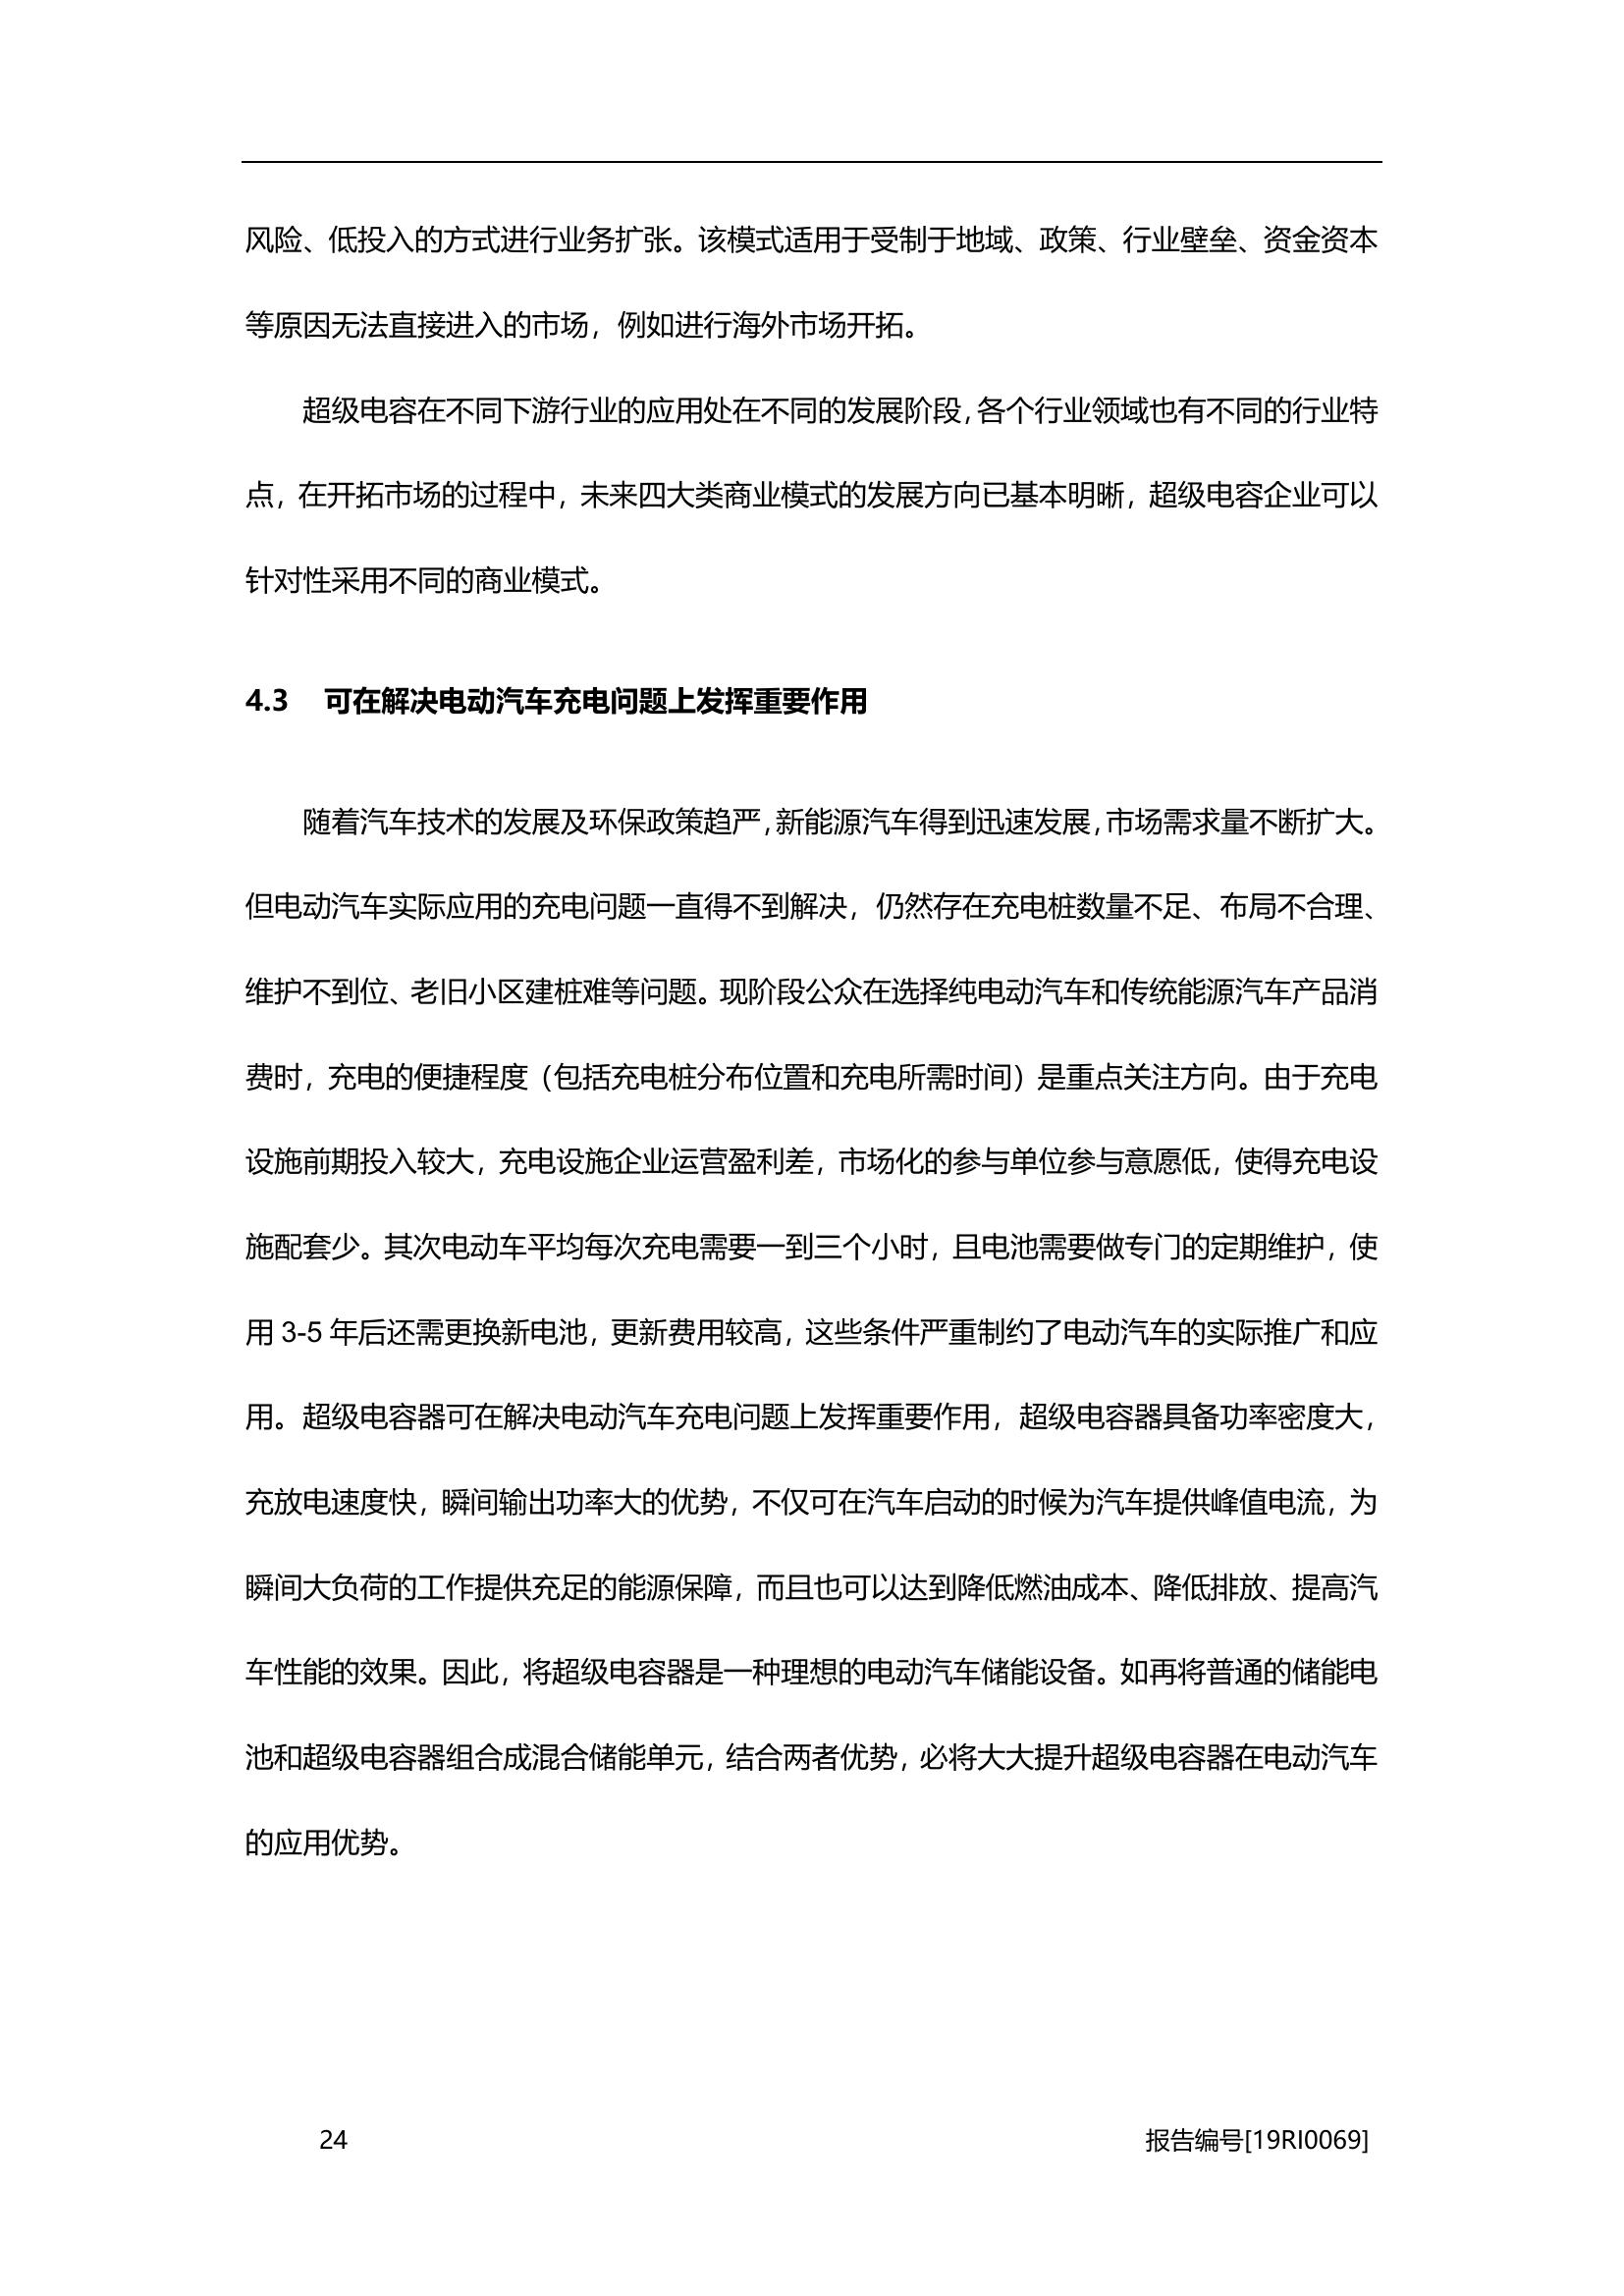 风险、低投入的方式进行业务扩张。该模式适用于受制于地域、政策、行业壁垒、资金资本
等原因无法直接进入的市场，例如进行海外市场开拓。
超级电容在不同下游行业的应用处在不同的发展阶段，各个行业领域也有不同的行业特
点，在开拓市场的过程中，未来四大类商业模式的发展方向已基本明晰，超级电容企业可以
针对性采用不同的商业模式。
4.3 可在解决电动汽车充电问题上发挥重要作用
随着汽车技术的发展及环保政策趋严，新能源汽车得到迅速发展，市场需求量不断扩大。
但电动汽车实际应用的充电问题一直得不到解决，仍然存在充电桩数量不足、布局不合理、
维护不到位、老旧小区建桩难等问题。现阶段公众在选择纯电动汽车和传统能源汽车产品消
费时，充电的便捷程度（包括充电桩分布位置和充电所需时间）是重点关注方向。由于充电
设施前期投入较大，充电设施企业运营盈利差，市场化的参与单位参与意愿低，使得充电设
施配套少。其次电动车平均每次充电需要一到三个小时，且电池需要做专门的定期维护，使
用 3-5 年后还需更换新电池，更新费用较高，这些条件严重制约了电动汽车的实际推广和应
用。超级电容器可在解决电动汽车充电问题上发挥重要作用，超级电容器具备功率密度大，
充放电速度快，瞬间输出功率大的优势，不仅可在汽车启动的时候为汽车提供峰值电流，为
瞬间大负荷的工作提供充足的能源保障，而且也可以达到降低燃油成本、降低排放、提高汽
车性能的效果。因此，将超级电容器是一种理想的电动汽车储能设备。如再将普通的储能电
池和超级电容器组合成混合储能单元，结合两者优势，必将大大提升超级电容器在电动汽车
的应用优势。
24 报告编号[19RI0069]